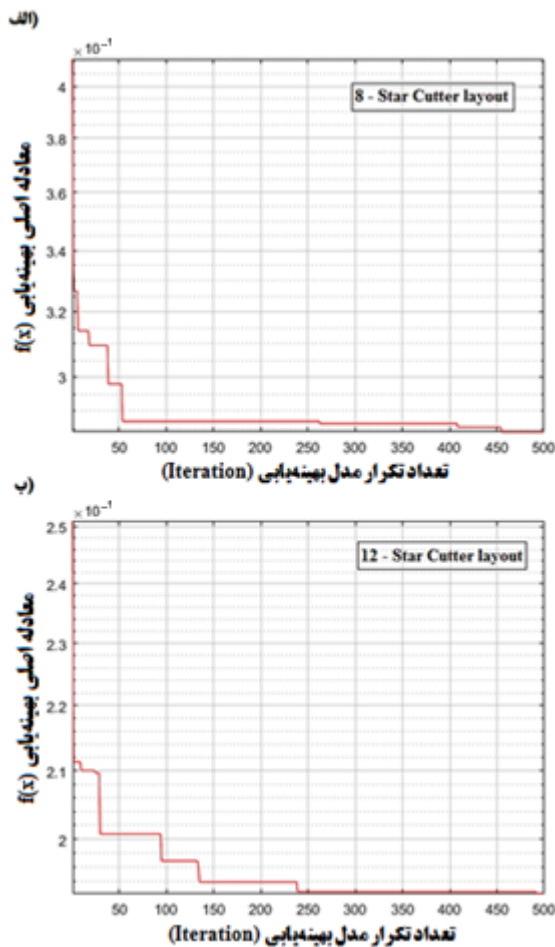 (الف
×10⁻¹
4
3.8
3.6
3.4
3.2
3
8 - Star Cutter layout
معادله اصلی بهینه‌یابی f(x)
50 100 150 200 250 300 350 400 450 500
تعداد تکرار مدل بهینه‌یابی (Iteration)
(ب
×10⁻¹
2.5
2.4
2.3
2.2
2.1
2
12 - Star Cutter layout
معادله اصلی بهینه‌یابی f(x)
50 100 150 200 250 300 350 400 450 500
تعداد تکرار مدل بهینه‌یابی (Iteration)